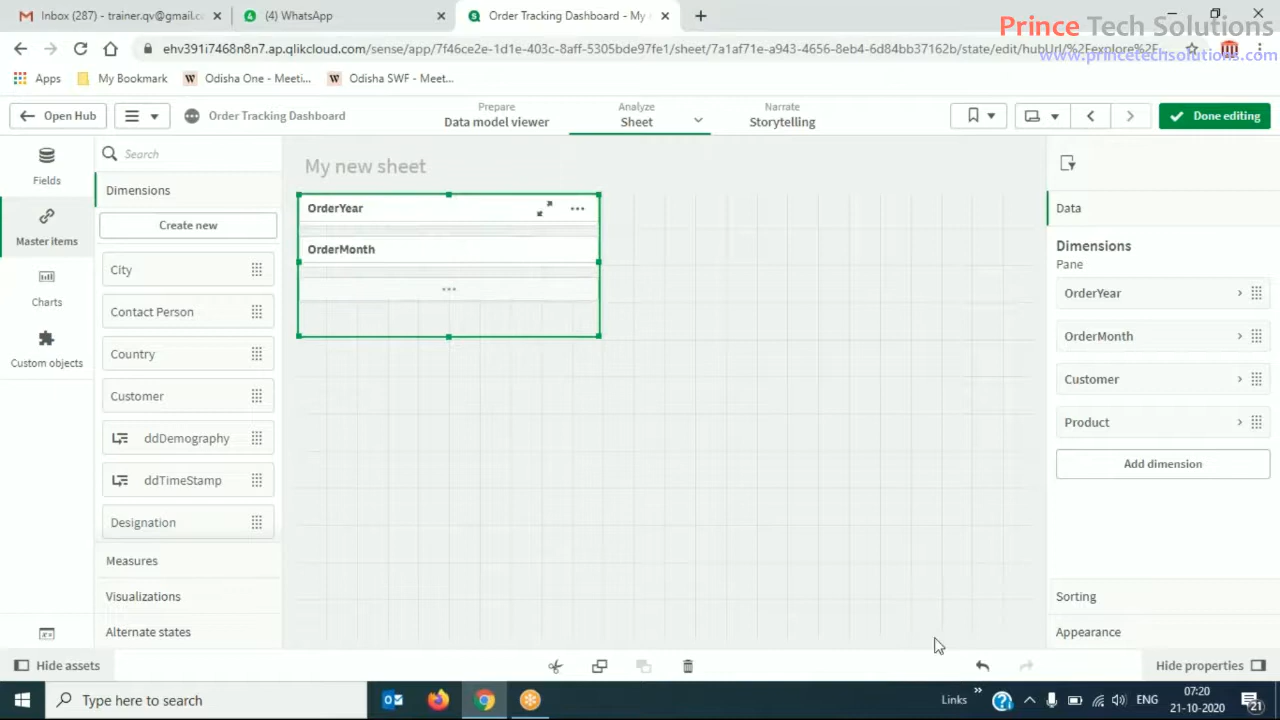 Inbox (287) - trainer.qv@gmail.co
(4) WhatsApp
Order Tracking Dashboard - My
Prince Tech Solutions
ehv391i7468n8n7.ap.qlikcloud.com/sense/app/7f46ce2e-1d1e-403c-8aff-5305bde97fe1/sheet/7a1af71e-a943-4656-8eb4-6d84bb37162b/state/edit/hubUrl/%2Fexplore%2F
www.princetechsolutions.com
Apps
My Bookmark
Odisha One - Meeti...
Odisha SWF - Meet...
Open Hub
Order Tracking Dashboard
Prepare
Data model viewer
Analyze
Sheet
Narrate
Storytelling
Done editing
Fields
Master items
Charts
Custom objects
Search
Dimensions
Create new
City
Contact Person
Country
Customer
ddDemography
ddTimeStamp
Designation
Measures
Visualizations
Alternate states
My new sheet
OrderYear
OrderMonth
Data
Dimensions
Pane
OrderYear
OrderMonth
Customer
Product
Add dimension
Sorting
Appearance
Hide assets
Hide properties
Type here to search
Links
ENG
07:20
21-10-2020
21